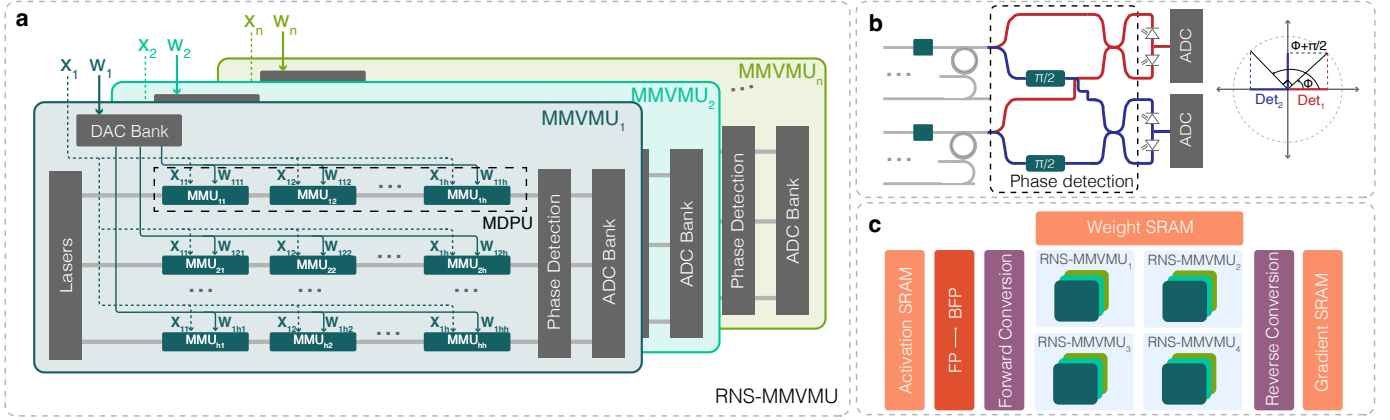 a
x₁ w₁ x₂ w₂ xₙ wₙ
MMVMUₙ
MMVMU₂
MMVMU₁
DAC Bank
X₁₁ W₁₁₁ X₁₂ W₁₁₂ X₁ₕ W₁₁ₕ
MMU₁₁ MMU₁₂ ... MMU₁ₕ
MDPU
X₁₁ W₁₂₁ X₁₂ W₁₂₂ X₁ₕ W₁₂ₕ
MMU₂₁ MMU₂₂ ... MMU₂ₕ
... ... ...
X₁₁ W₁ₕ₁ X₁₂ W₁ₕ₂ X₁ₕ W₁ₕₕ
MMUₕ₁ MMUₕ₂ ... MMUₕₕ
Lasers
Phase Detection
ADC Bank
ADC Bank
Phase Detection
ADC Bank
...
RNS-MMVMU
b
...
...
π/2
π/2
Phase detection
ADC
ADC
Φ+π/2
Φ
Det₂ Det₁
c
Weight SRAM
Activation SRAM
FP → BFP
Forward Conversion
RNS-MMVMU₁ RNS-MMVMU₂
RNS-MMVMU₃ RNS-MMVMU₄
Reverse Conversion
Gradient SRAM